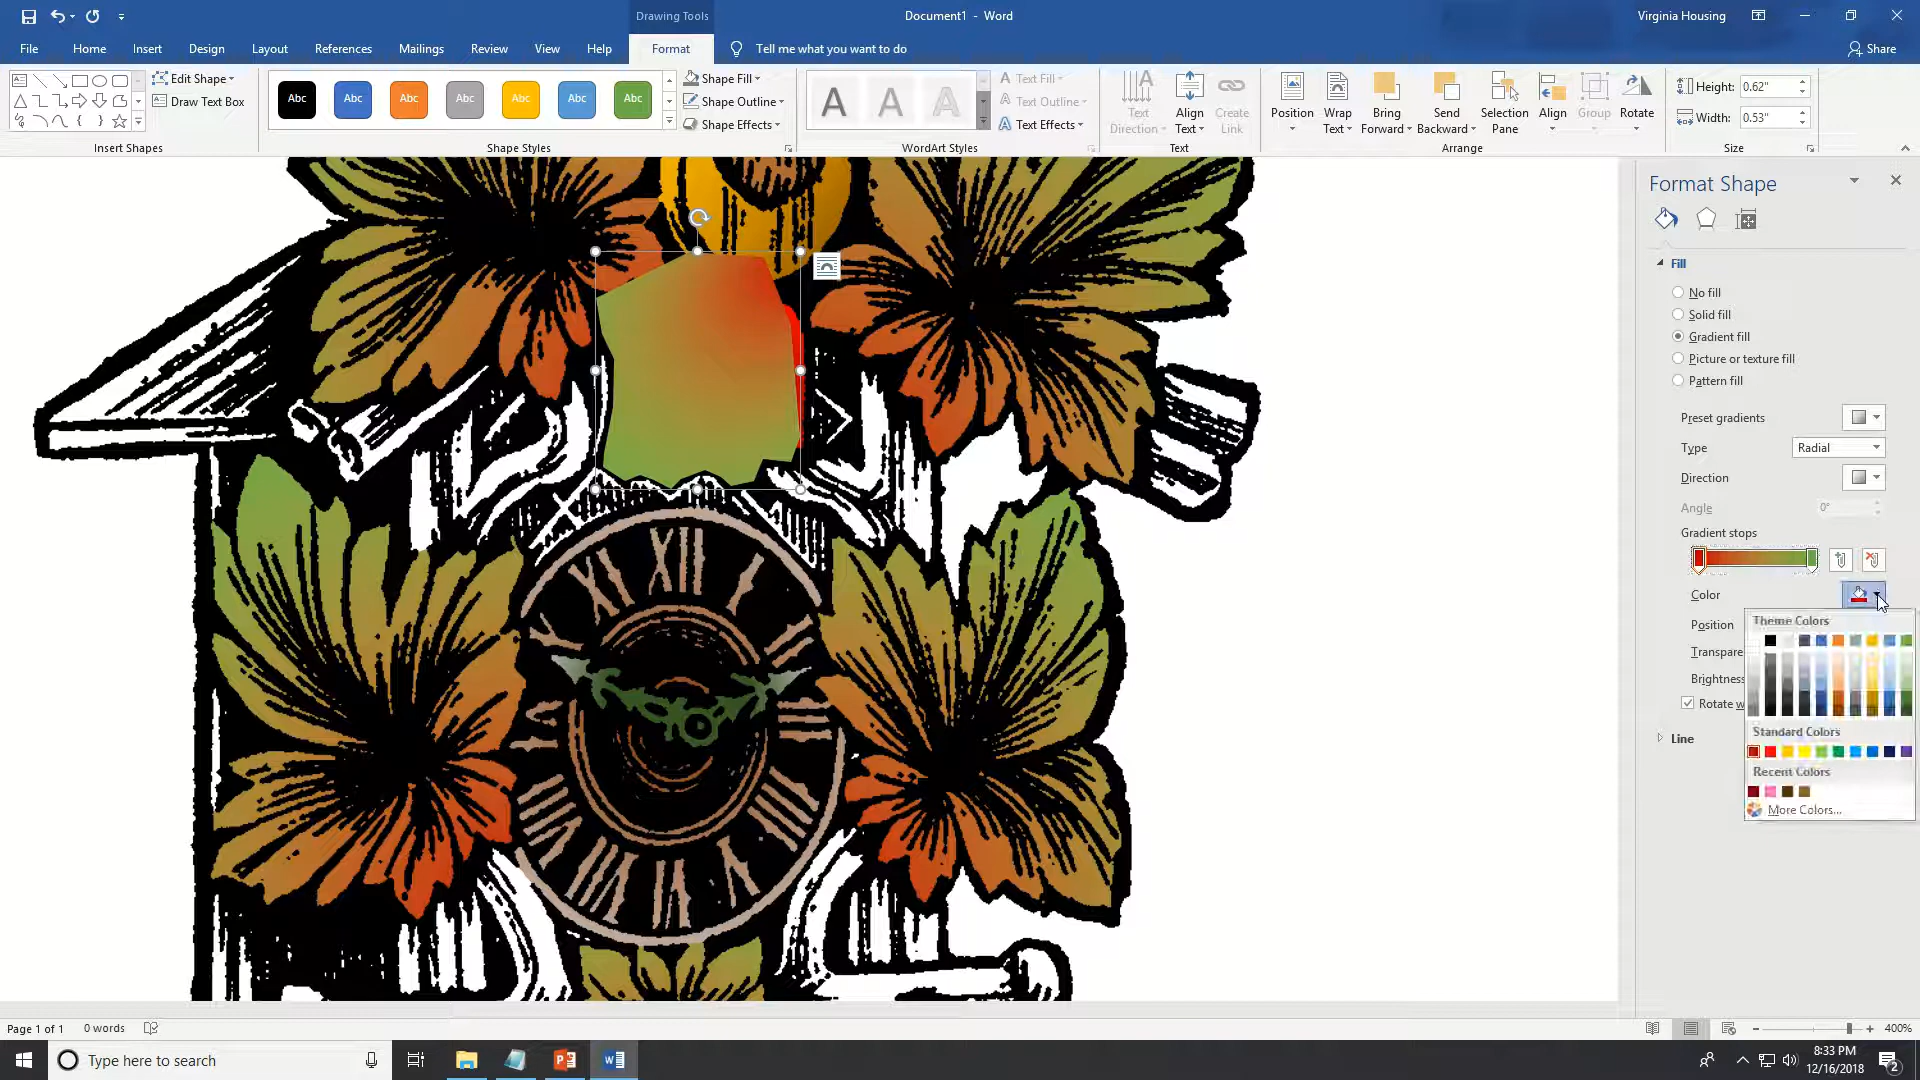 Drawing Tools
Document1 - Word
Virginia Housing
File Home Insert Design Layout References Mailings Review View Help Format Tell me what you want to do Share
Edit Shape
Draw Text Box
Insert Shapes
Abc Abc Abc Abc Abc Abc Abc
Shape Fill
Shape Outline
Shape Effects
Shape Styles
A A A
Text Fill
Text Outline
Text Effects
WordArt Styles
Text Direction
Align Text
Create Link
Text
Position
Wrap Text
Bring Forward
Send Backward
Selection Pane
Align
Group
Rotate
Arrange
Height: 0.62"
Width: 0.53"
Size
Format Shape
Fill
No fill
Solid fill
Gradient fill
Picture or texture fill
Pattern fill
Preset gradients
Type Radial
Direction
Angle 0°
Gradient stops
Color
Position
Transpare
Brightness
Rotate w
Line
Theme Colors
Standard Colors
Recent Colors
More Colors...
XII
Page 1 of 1 0 words
400%
Type here to search
8:33 PM
12/16/2018
2